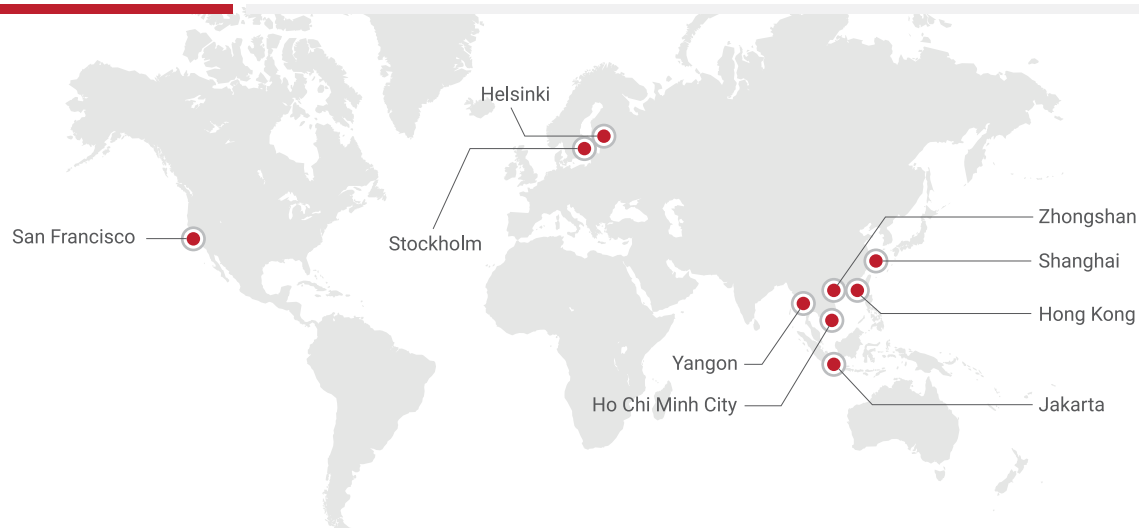 Helsinki
Zhongshan
San Francisco
Stockholm
Shanghai
Hong Kong
Yangon
Ho Chi Minh City
Jakarta